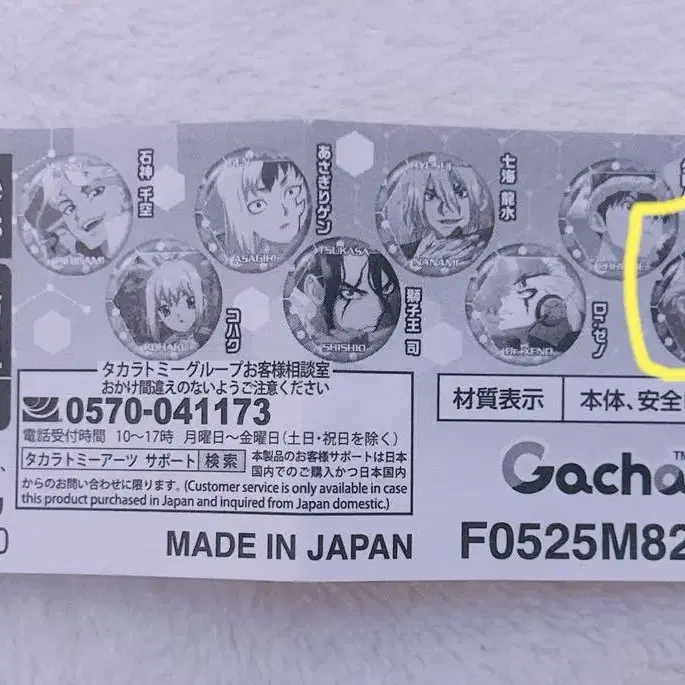 石神 千空
ISHIGAMI
GEN
ASAGIRI
あさぎりゲン
RYUSUI
NANAMI
七海 龍水
KOHAKU
コハク
TSUKASA
SHISHIO
獅子王 司
Dr. XENO
Dr.ゼノ
タカラトミーグループお客様相談室
おかけ間違えのないようご注意ください
0570-041173
電話受付時間 10～17時 月曜日～金曜日(土日・祝日を除く)
タカラトミーアーツ サポート 検索
本製品のお客様サポートは日本
国内でのご購入かつ日本国内
からのお問い合わせに限ります。(Customer service is only available in case
this product purchased in Japan and inquired from Japan domestic.)
MADE IN JAPAN
材質表示
本体、安全
Gacha
TM
F0525M82